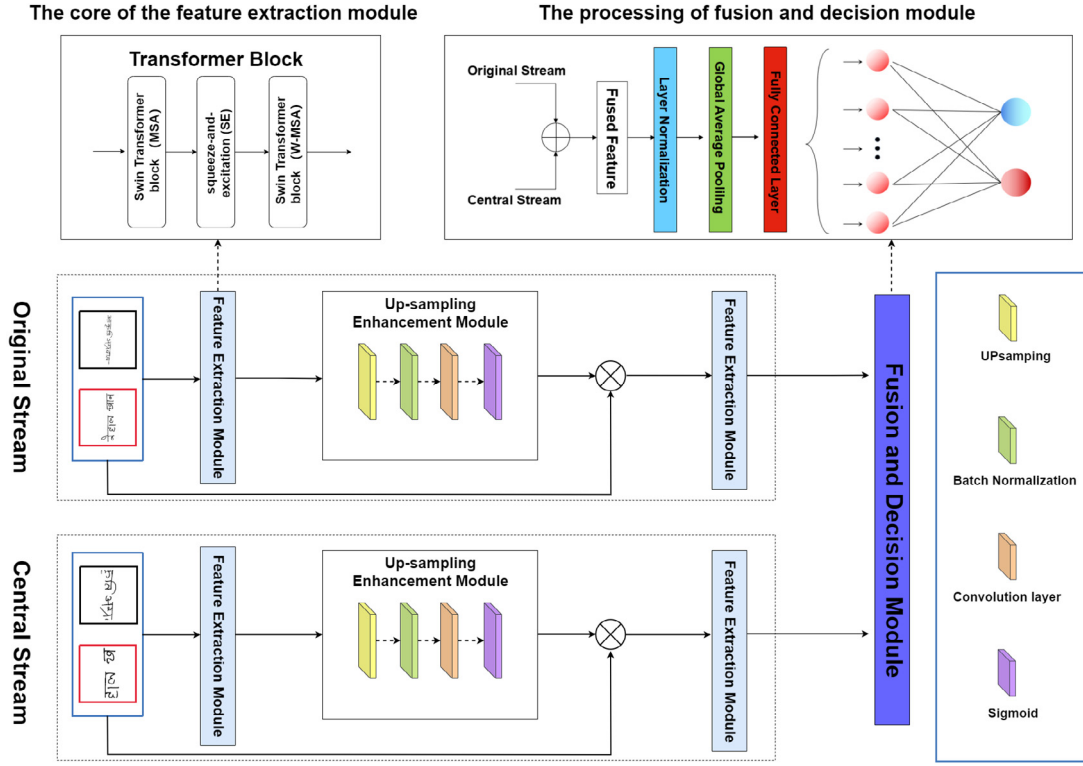 The core of the feature extraction module
The processing of fusion and decision module
Transformer Block
Swin Transformer
block (MSA)
squeeze-and-
excitation (SE)
Swin Transformer
block (W-MSA)
Original Stream
Central Stream
Fused Feature
Layer Normalization
Global Average Poolling
Fully Connected Layer
Original Stream
Feature Extraction Module
Up-sampling
Enhancement Module
Feature Extraction Module
Central Stream
Feature Extraction Module
Up-sampling
Enhancement Module
Feature Extraction Module
Fusion and Decision Module
UPsamping
Batch Normalization
Convolution layer
Sigmoid